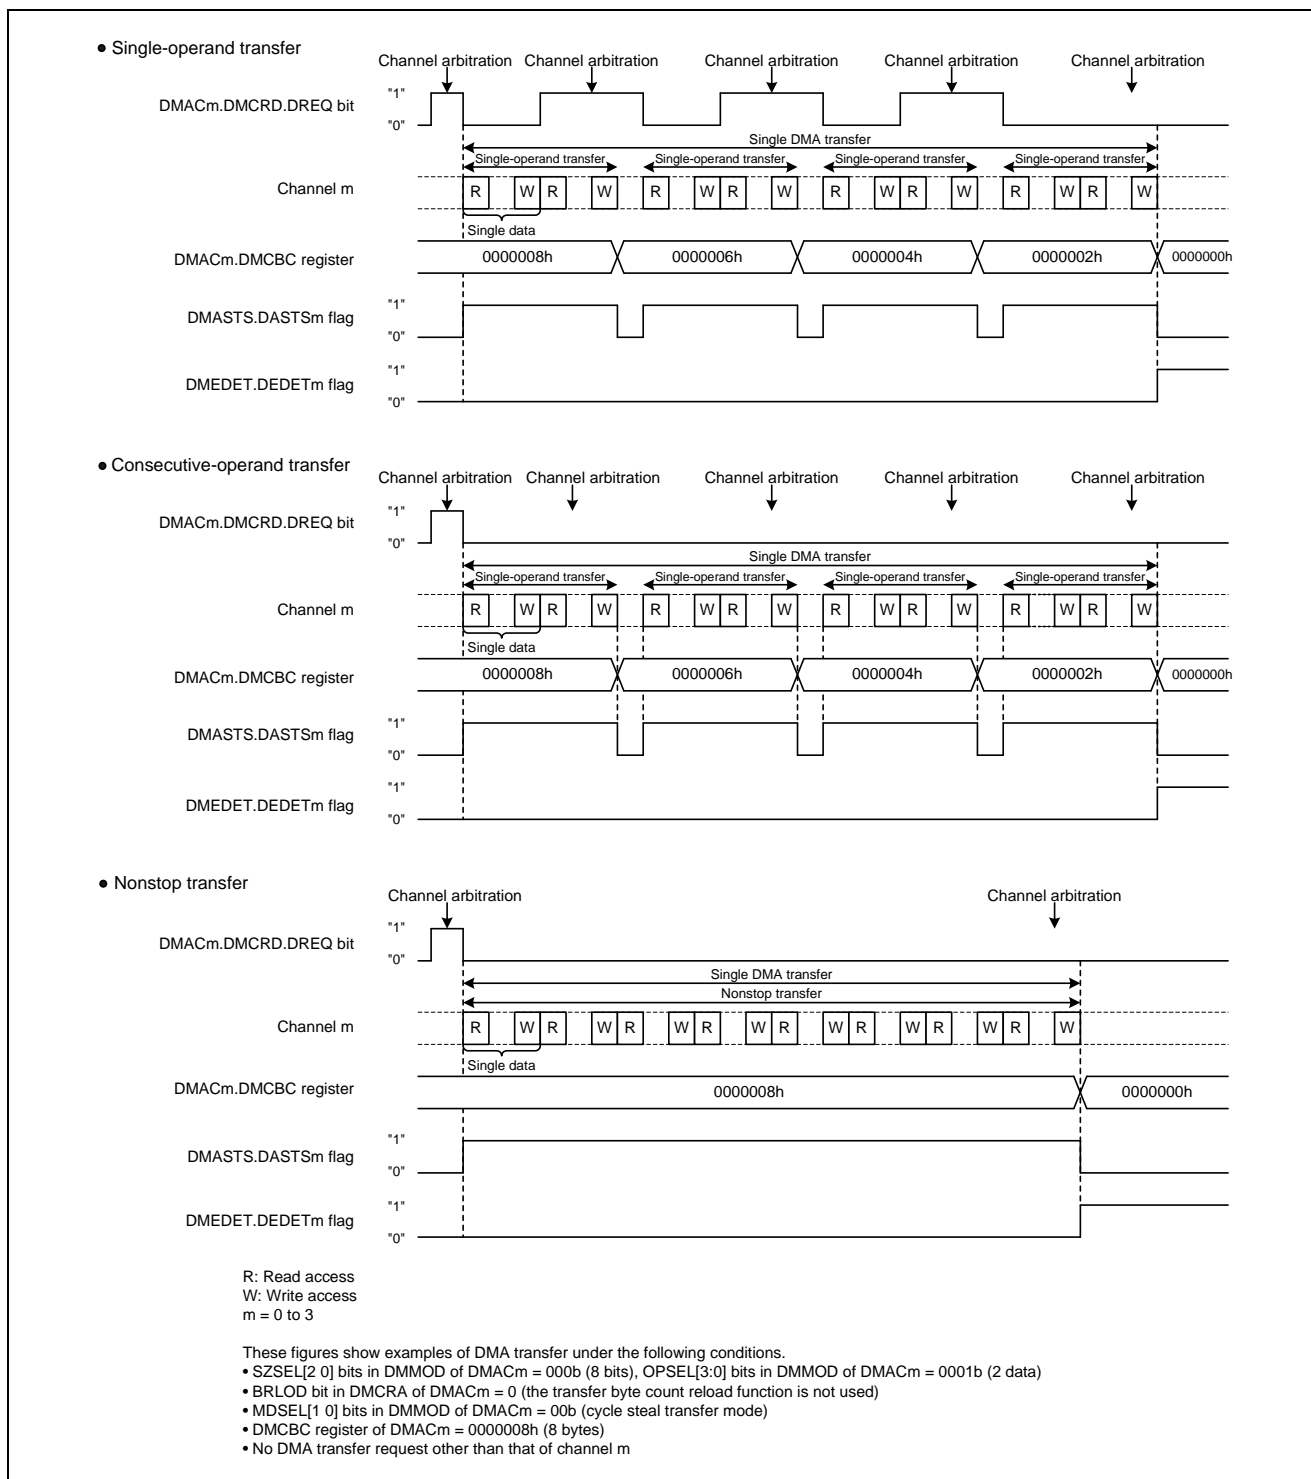 ● Single-operand transfer
Channel arbitration Channel arbitration Channel arbitration Channel arbitration Channel arbitration
DMACm.DMCRD.DREQ bit
"1"
"0"
Single DMA transfer
Single-operand transfer Single-operand transfer Single-operand transfer Single-operand transfer
Channel m
R W R W R W R W R W R W R W R W
Single data
DMACm.DMCBC register
0000008h 0000006h 0000004h 0000002h 0000000h
DMASTS.DASTSm flag
"1"
"0"
DMEDET.DEDETm flag
"1"
"0"
● Consecutive-operand transfer
Channel arbitration Channel arbitration Channel arbitration Channel arbitration Channel arbitration
DMACm.DMCRD.DREQ bit
"1"
"0"
Single DMA transfer
Single-operand transfer Single-operand transfer Single-operand transfer Single-operand transfer
Channel m
R W R W R W R W R W R W R W R W
Single data
DMACm.DMCBC register
0000008h 0000006h 0000004h 0000002h 0000000h
DMASTS.DASTSm flag
"1"
"0"
DMEDET.DEDETm flag
"1"
"0"
● Nonstop transfer
Channel arbitration Channel arbitration
DMACm.DMCRD.DREQ bit
"1"
"0"
Single DMA transfer
Nonstop transfer
Channel m
R W R W R W R W R W R W R W R W
Single data
DMACm.DMCBC register
0000008h 0000000h
DMASTS.DASTSm flag
"1"
"0"
DMEDET.DEDETm flag
"1"
"0"
R: Read access
W: Write access
m = 0 to 3
These figures show examples of DMA transfer under the following conditions.
• SZSEL[2 0] bits in DMMOD of DMACm = 000b (8 bits), OPSEL[3:0] bits in DMMOD of DMACm = 0001b (2 data)
• BRLOD bit in DMCRA of DMACm = 0 (the transfer byte count reload function is not used)
• MDSEL[1 0] bits in DMMOD of DMACm = 00b (cycle steal transfer mode)
• DMCBC register of DMACm = 0000008h (8 bytes)
• No DMA transfer request other than that of channel m